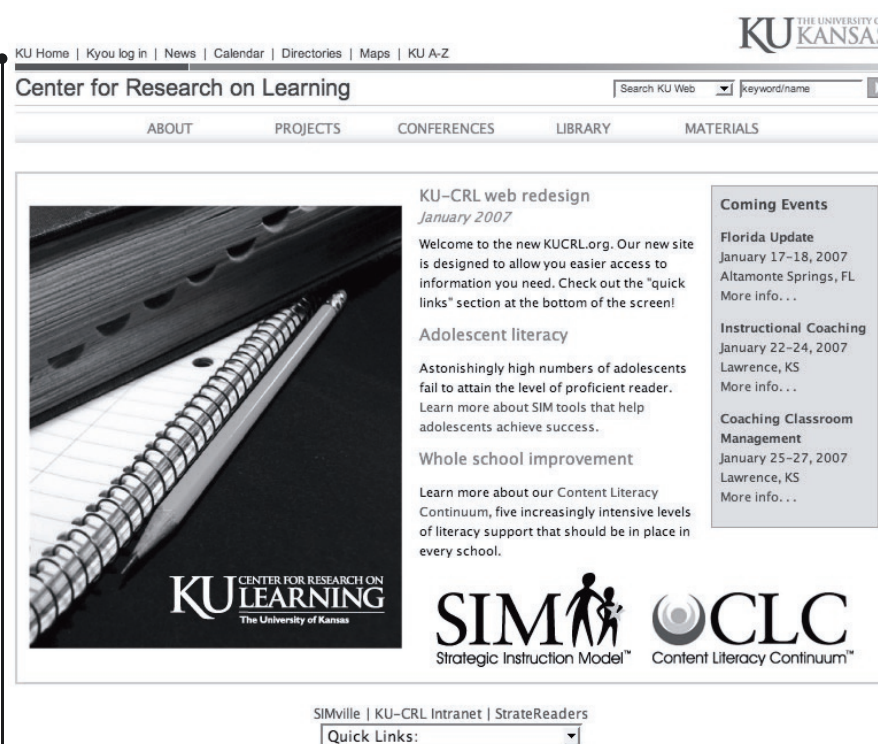 THE UNIVERSITY OF
KU KANSAS
KU Home | Kyou log in | News | Calendar | Directories | Maps | KU A-Z
Center for Research on Learning
Search KU Web
keyword/name
ABOUT PROJECTS CONFERENCES LIBRARY MATERIALS
KU-CRL web redesign
January 2007
Welcome to the new KUCRL.org. Our new site
is designed to allow you easier access to
information you need. Check out the "quick
links" section at the bottom of the screen!
Adolescent literacy
Astonishingly high numbers of adolescents
fail to attain the level of proficient reader.
Learn more about SIM tools that help
adolescents achieve success.
Whole school improvement
Learn more about our Content Literacy
Continuum, five increasingly intensive levels
of literacy support that should be in place in
every school.
Coming Events
Florida Update
January 17-18, 2007
Altamonte Springs, FL
More info...
Instructional Coaching
January 22-24, 2007
Lawrence, KS
More info...
Coaching Classroom
Management
January 25-27, 2007
Lawrence, KS
More info...
KU CENTER FOR RESEARCH ON
LEARNING
The University of Kansas
SIM
Strategic Instruction Model™
CLC
Content Literacy Continuum™
SIMville | KU-CRL Intranet | StrateReaders
Quick Links: